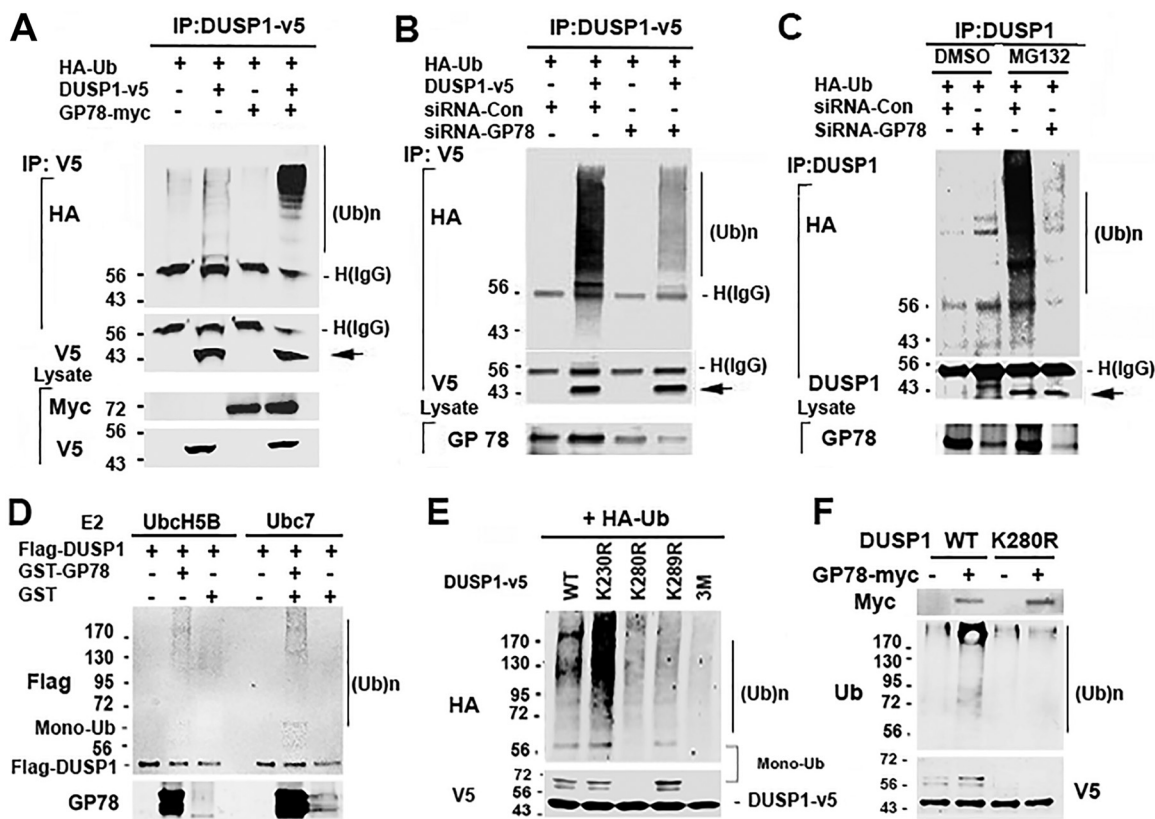 A
IP:DUSP1-v5
HA-Ub + + + +
DUSP1-v5 - + - +
GP78-myc - - + +
IP: V5
HA
(Ub)n
56
43
- H(IgG)
56
43
- H(IgG)
V5
Lysate
Myc
72
56
V5
43
B
IP:DUSP1-v5
HA-Ub + + + +
DUSP1-v5 - + - +
siRNA-Con + + - -
siRNA-GP78 - - + +
IP: V5
HA
(Ub)n
56
43
- H(IgG)
56
43
- H(IgG)
V5
Lysate
GP 78
C
IP:DUSP1
DMSO MG132
HA-Ub + + + +
siRNA-Con + - + -
SiRNA-GP78 - + - +
IP:DUSP1
HA
(Ub)n
56
43
56
43
- H(IgG)
DUSP1
Lysate
GP78
D
E2 UbcH5B Ubc7
Flag-DUSP1 + + + + + +
GST-GP78 - + - - + -
GST - - + - + +
170
130
95
72
Flag
(Ub)n
Mono-Ub
56
Flag-DUSP1
GP78
E
+ HA-Ub
DUSP1-v5 WT K230R K280R K289R 3M
170
130
95
72
56
HA
(Ub)n
Mono-Ub
72
56
43
V5
- DUSP1-v5
F
DUSP1 WT K280R
GP78-myc - + - +
Myc
170
130
95
72
56
Ub
(Ub)n
72
56
43
V5